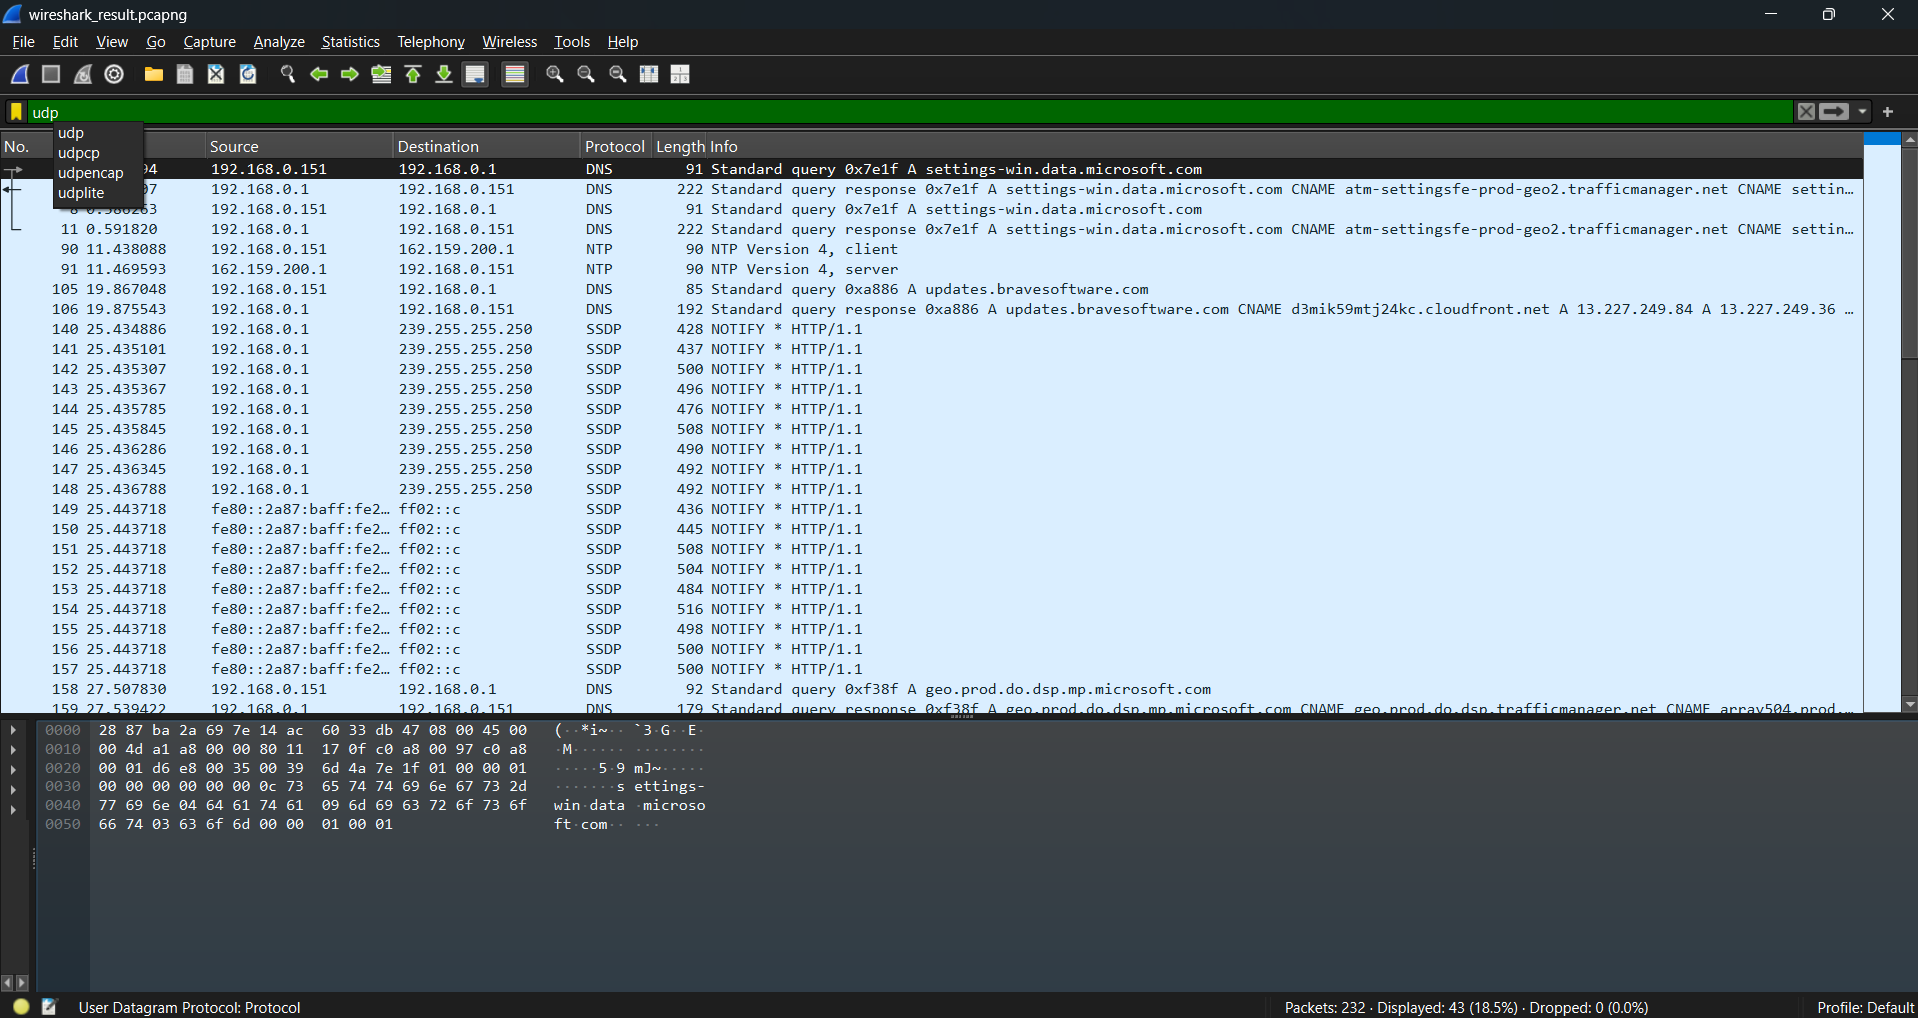 wireshark_result.pcapng
File Edit View Go Capture Analyze Statistics Telephony Wireless Tools Help
udp
udp
udpcp
udpencap
udplite
No. Source Destination Protocol Length Info
94 192.168.0.151 192.168.0.1 DNS 91 Standard query 0x7e1f A settings-win.data.microsoft.com
07 192.168.0.1 192.168.0.151 DNS 222 Standard query response 0x7e1f A settings-win.data.microsoft.com CNAME atm-settingsfe-prod-geo2.trafficmanager.net CNAME settin…
8 0.586263 192.168.0.151 192.168.0.1 DNS 91 Standard query 0x7e1f A settings-win.data.microsoft.com
11 0.591820 192.168.0.1 192.168.0.151 DNS 222 Standard query response 0x7e1f A settings-win.data.microsoft.com CNAME atm-settingsfe-prod-geo2.trafficmanager.net CNAME settin…
90 11.438088 192.168.0.151 162.159.200.1 NTP 90 NTP Version 4, client
91 11.469593 162.159.200.1 192.168.0.151 NTP 90 NTP Version 4, server
105 19.867048 192.168.0.151 192.168.0.1 DNS 85 Standard query 0xa886 A updates.bravesoftware.com
106 19.875543 192.168.0.1 192.168.0.151 DNS 192 Standard query response 0xa886 A updates.bravesoftware.com CNAME d3mik59mtj24kc.cloudfront.net A 13.227.249.84 A 13.227.249.36 …
140 25.434886 192.168.0.1 239.255.255.250 SSDP 428 NOTIFY * HTTP/1.1
141 25.435101 192.168.0.1 239.255.255.250 SSDP 437 NOTIFY * HTTP/1.1
142 25.435307 192.168.0.1 239.255.255.250 SSDP 500 NOTIFY * HTTP/1.1
143 25.435367 192.168.0.1 239.255.255.250 SSDP 496 NOTIFY * HTTP/1.1
144 25.435785 192.168.0.1 239.255.255.250 SSDP 476 NOTIFY * HTTP/1.1
145 25.435845 192.168.0.1 239.255.255.250 SSDP 508 NOTIFY * HTTP/1.1
146 25.436286 192.168.0.1 239.255.255.250 SSDP 490 NOTIFY * HTTP/1.1
147 25.436345 192.168.0.1 239.255.255.250 SSDP 492 NOTIFY * HTTP/1.1
148 25.436788 192.168.0.1 239.255.255.250 SSDP 492 NOTIFY * HTTP/1.1
149 25.443718 fe80::2a87:baff:fe2… ff02::c SSDP 436 NOTIFY * HTTP/1.1
150 25.443718 fe80::2a87:baff:fe2… ff02::c SSDP 445 NOTIFY * HTTP/1.1
151 25.443718 fe80::2a87:baff:fe2… ff02::c SSDP 508 NOTIFY * HTTP/1.1
152 25.443718 fe80::2a87:baff:fe2… ff02::c SSDP 504 NOTIFY * HTTP/1.1
153 25.443718 fe80::2a87:baff:fe2… ff02::c SSDP 484 NOTIFY * HTTP/1.1
154 25.443718 fe80::2a87:baff:fe2… ff02::c SSDP 516 NOTIFY * HTTP/1.1
155 25.443718 fe80::2a87:baff:fe2… ff02::c SSDP 498 NOTIFY * HTTP/1.1
156 25.443718 fe80::2a87:baff:fe2… ff02::c SSDP 500 NOTIFY * HTTP/1.1
157 25.443718 fe80::2a87:baff:fe2… ff02::c SSDP 500 NOTIFY * HTTP/1.1
158 27.507830 192.168.0.151 192.168.0.1 DNS 92 Standard query 0xf38f A geo.prod.do.dsp.mp.microsoft.com
159 27.539422 192.168.0.1 192.168.0.151 DNS 179 Standard query response 0xf38f A geo.prod.do.dsp.mp.microsoft.com CNAME geo.prod.do.dsp.trafficmanager.net CNAME array504.prod.…
0000 28 87 ba 2a 69 7e 14 ac 60 33 db 47 08 00 45 00 (··*i~·· `3·G··E·
0010 00 4d a1 a8 00 00 80 11 17 0f c0 a8 00 97 c0 a8 ·M······ ········
0020 00 01 d6 e8 00 35 00 39 6d 4a 7e 1f 01 00 00 01 ·····5·9 mJ~·····
0030 00 00 00 00 00 00 0c 73 65 74 74 69 6e 67 73 2d ·······s ettings-
0040 77 69 6e 04 64 61 74 61 09 6d 69 63 72 6f 73 6f win·data ·microso
0050 66 74 03 63 6f 6d 00 00 01 00 01 ft·com·· ···
User Datagram Protocol: Protocol Packets: 232 · Displayed: 43 (18.5%) · Dropped: 0 (0.0%) Profile: Default